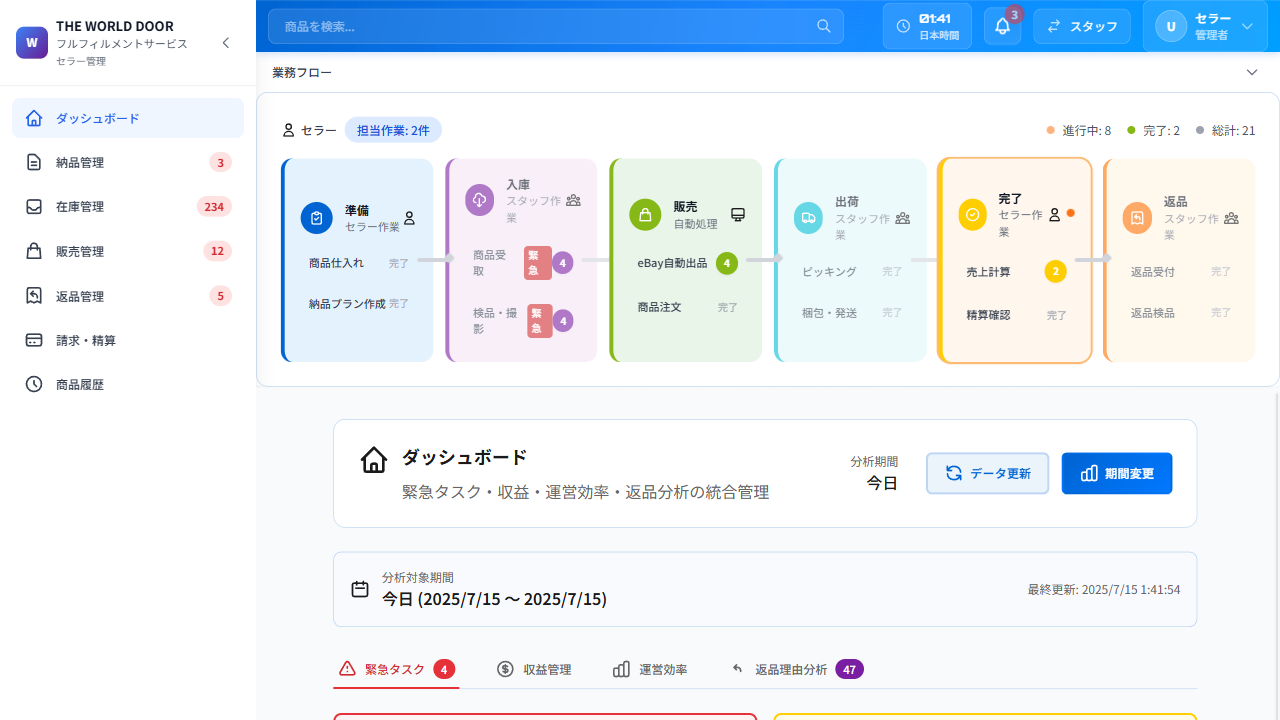 W
THE WORLD DOOR
フルフィルメントサービス
セラー管理
ダッシュボード
納品管理 3
在庫管理 234
販売管理 12
返品管理 5
請求・精算
商品履歴
商品を検索...
01:41
日本時間
3
スタッフ
U
セラー
管理者
業務フロー
セラー 担当作業: 2件
進行中: 8 完了: 2 総計: 21
準備
セラー作業
商品仕入れ 完了
納品プラン作成 完了
入庫
スタッフ作
業
商品受
取
緊
急
4
検品・撮
影
緊
急
4
販売
自動処理
eBay自動出品 4
商品注文 完了
出荷
スタッフ作
業
ピッキング 完了
梱包・発送 完了
完了
セラー作
業
売上計算 2
精算確認 完了
返品
スタッフ作
業
返品受付 完了
返品検品 完了
ダッシュボード
緊急タスク・収益・運営効率・返品分析の統合管理
分析期間
今日
データ更新
期間変更
分析対象期間
今日 (2025/7/15 〜 2025/7/15)
最終更新: 2025/7/15 1:41:54
緊急タスク 4
収益管理
運営効率
返品理由分析 47